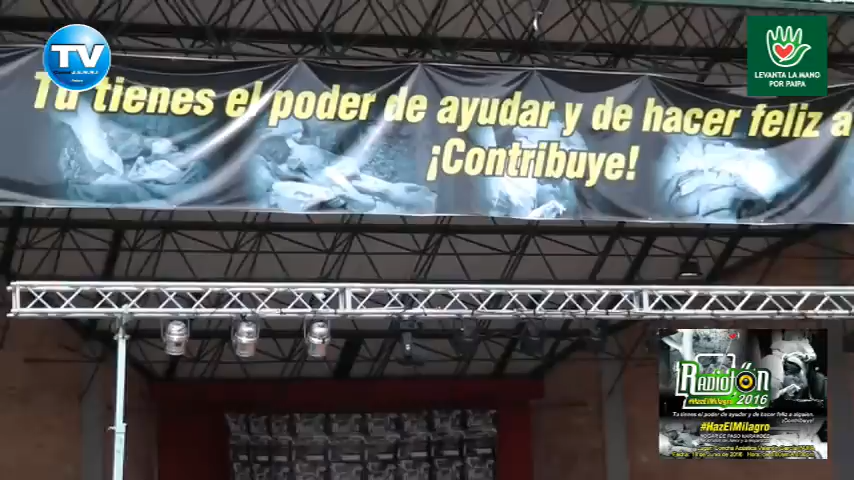 TV
LEVANTA LA MANO
POR PAIPA
Tu tienes el poder de ayudar y de hacer feliz a
¡Contribuye!
RADIOTÓN
2016
#HazElMilagro
Tu tienes el poder de ayudar y de hacer feliz a alguien.
¡Contribuye!
#HazElMilagro